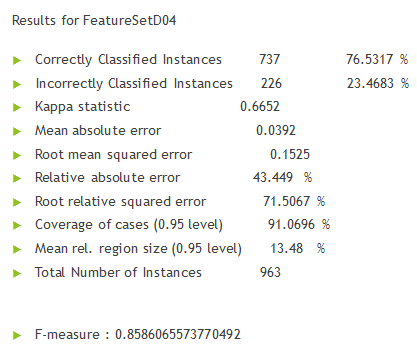 Results for FeatureSetD04
Correctly Classified Instances 737 76.5317 %
Incorrectly Classified Instances 226 23.4683 %
Kappa statistic 0.6652
Mean absolute error 0.0392
Root mean squared error 0.1525
Relative absolute error 43.449 %
Root relative squared error 71.5067 %
Coverage of cases (0.95 level) 91.0696 %
Mean rel. region size (0.95 level) 13.48 %
Total Number of Instances 963
F-measure : 0.8586065573770492